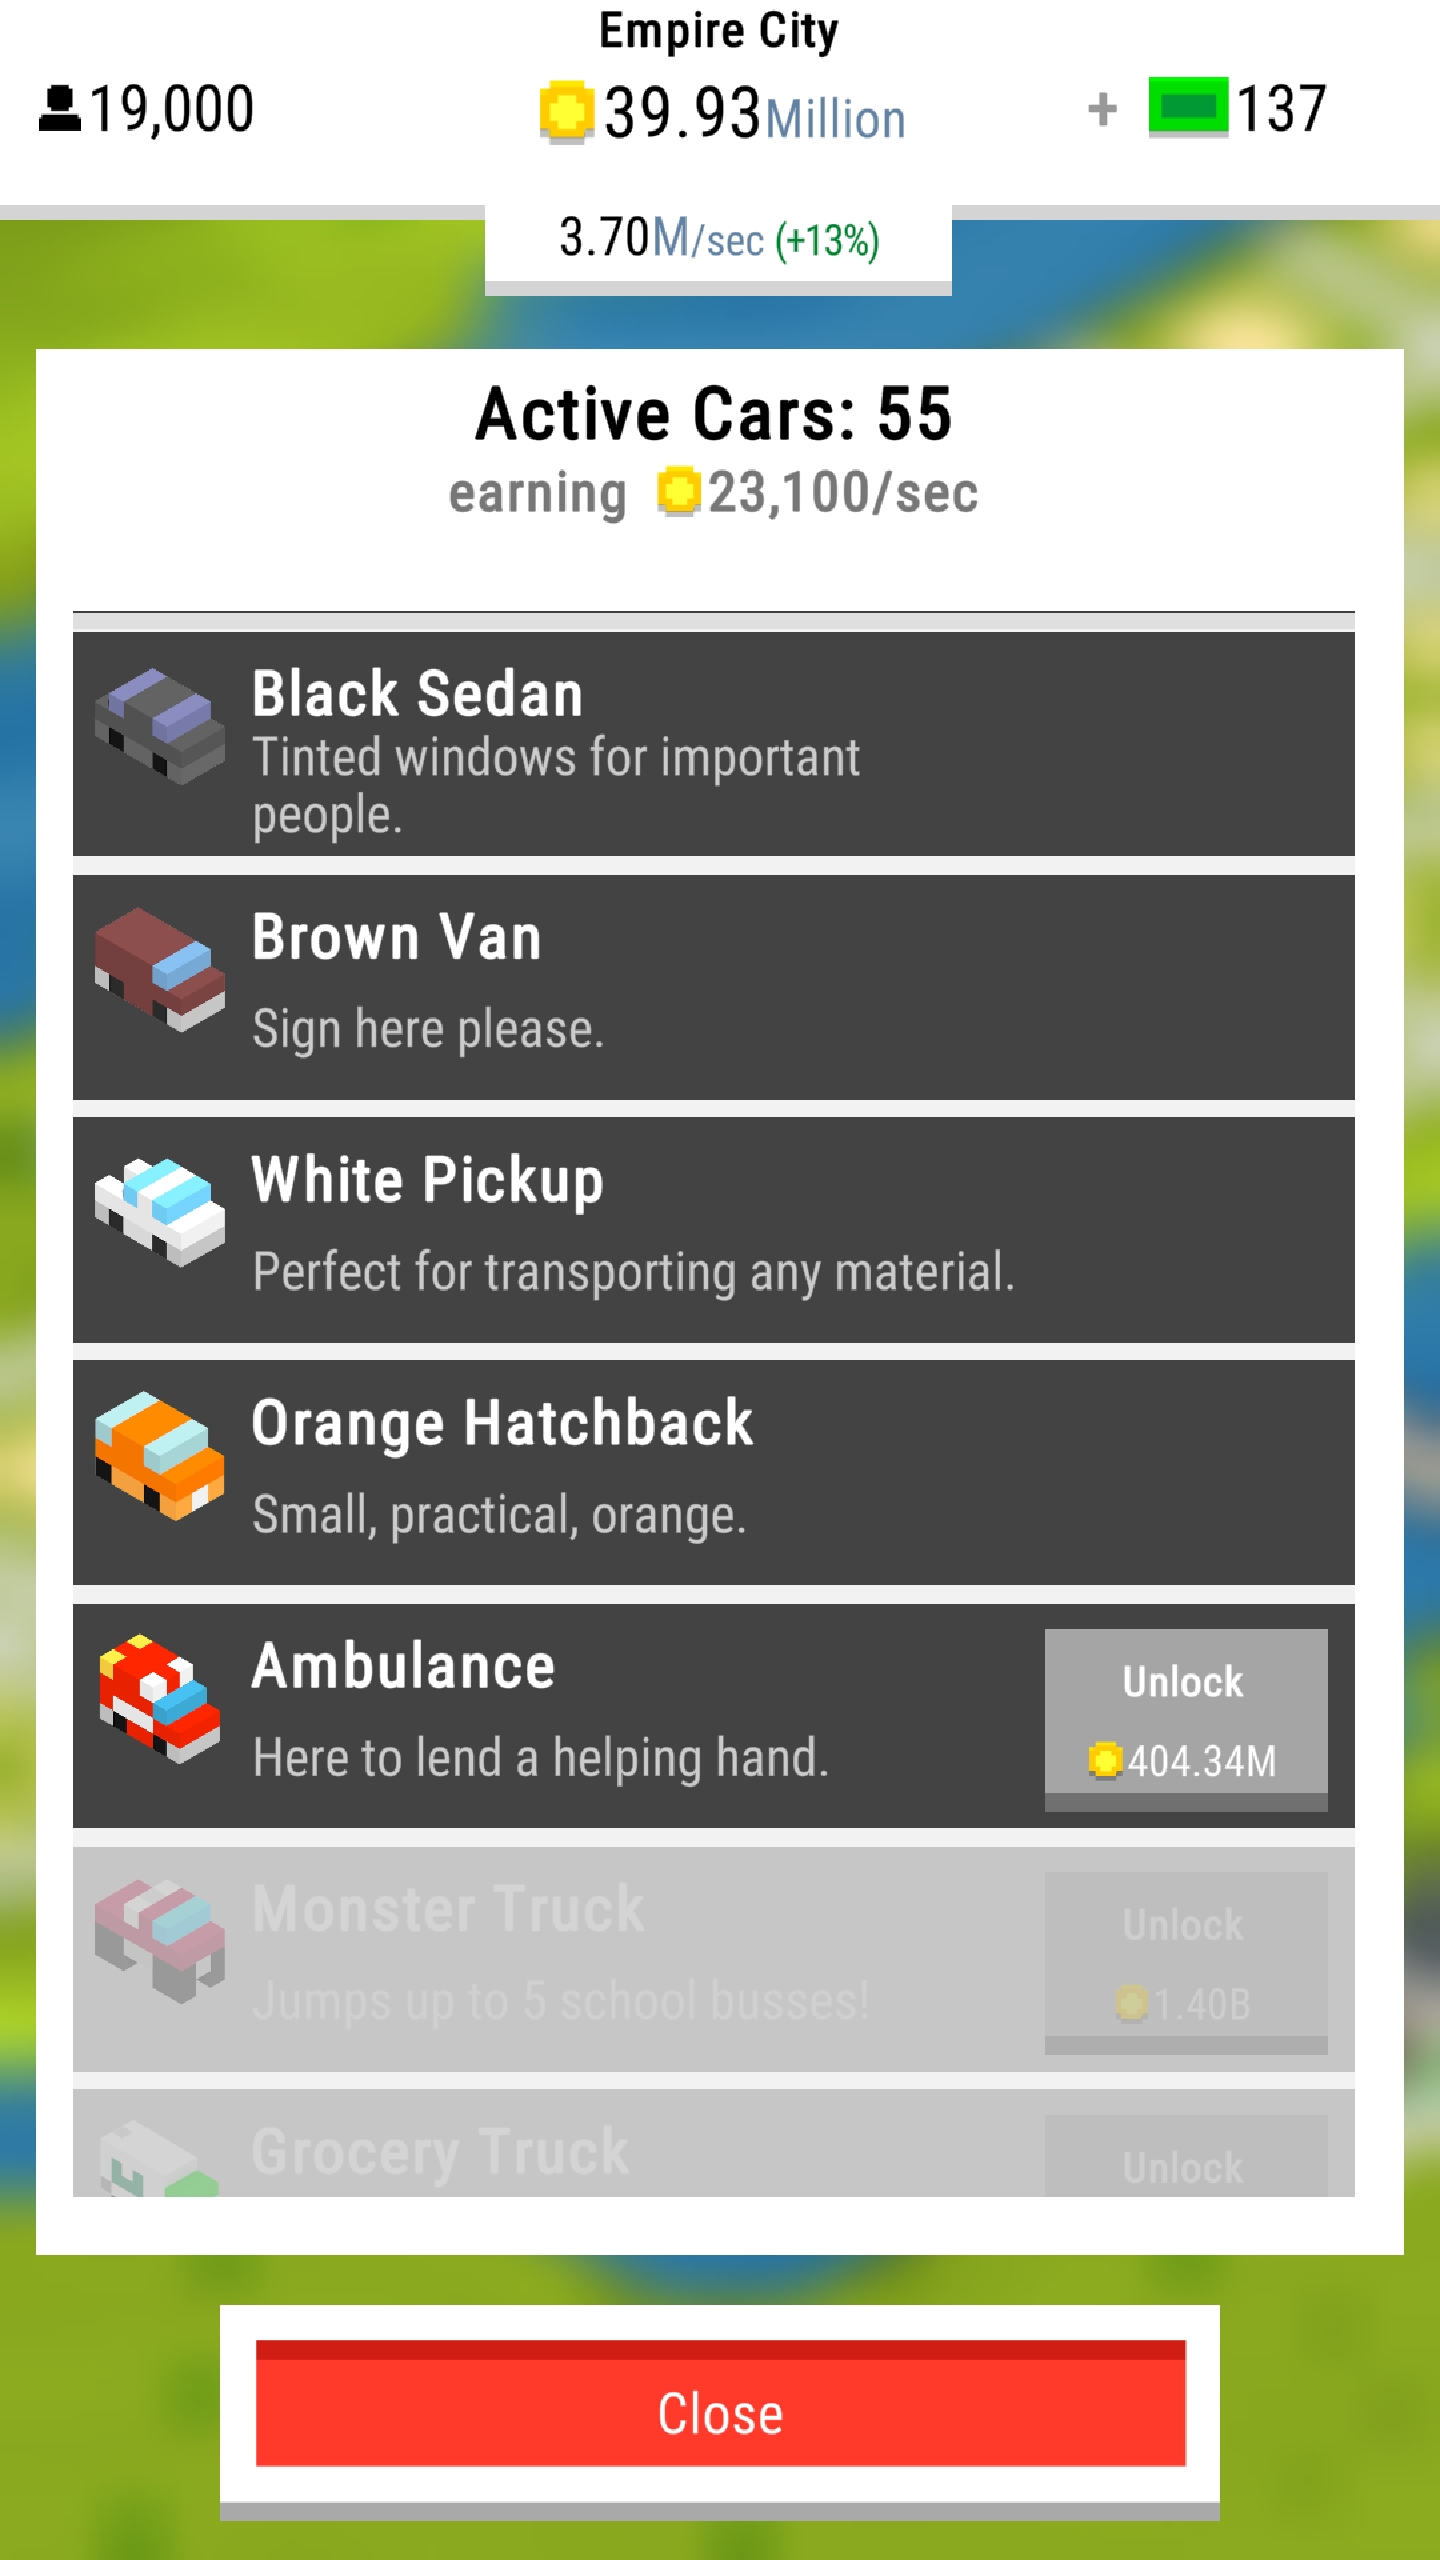 Empire City
19,000
39.93Million
+ 137
3.70M/sec (+13%)
Active Cars: 55
earning 23,100/sec
Black Sedan
Tinted windows for important
people.
Brown Van
Sign here please.
White Pickup
Perfect for transporting any material.
Orange Hatchback
Small, practical, orange.
Ambulance
Here to lend a helping hand.
Unlock
404.34M
Monster Truck
Jumps up to 5 school busses!
Unlock
1.40B
Grocery Truck
Unlock
Close